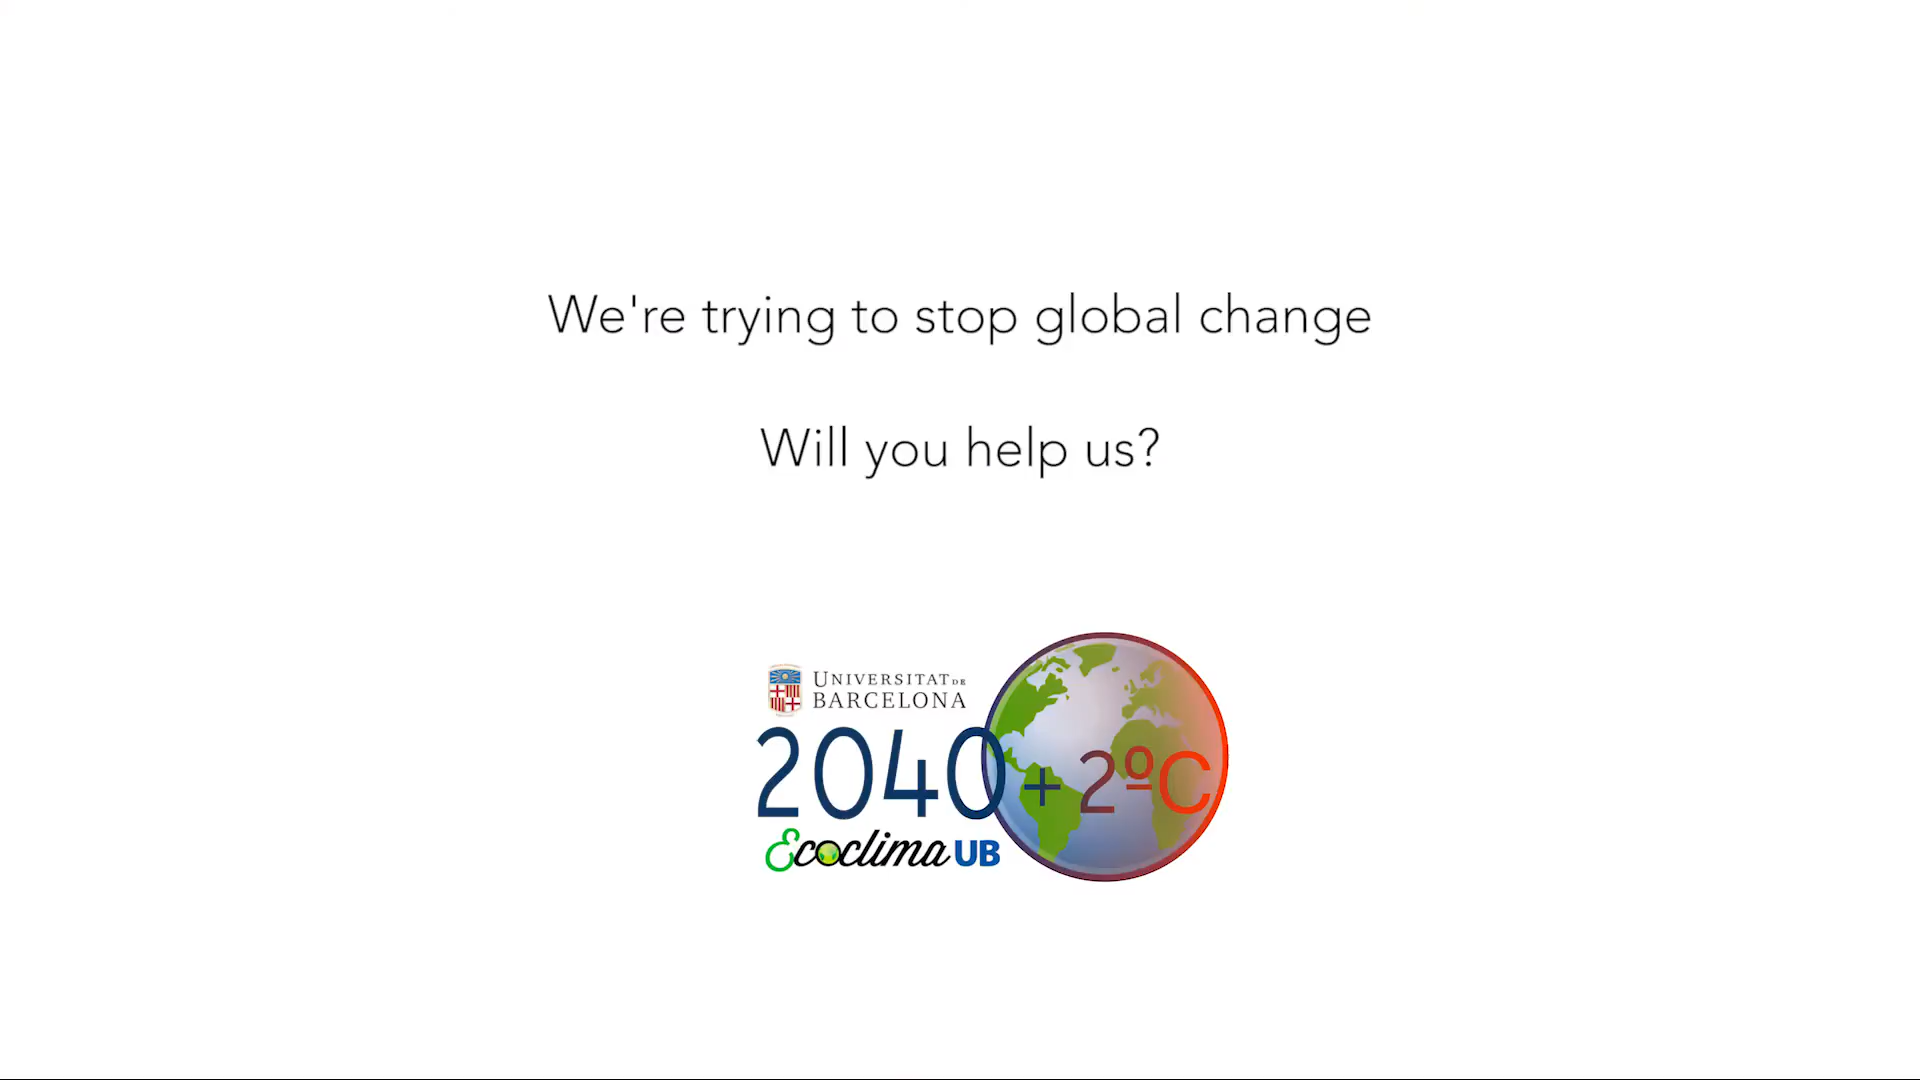 We're trying to stop global change
Will you help us?
UNIVERSITAT DE
BARCELONA
2040 + 2ºC
Ecoclima UB